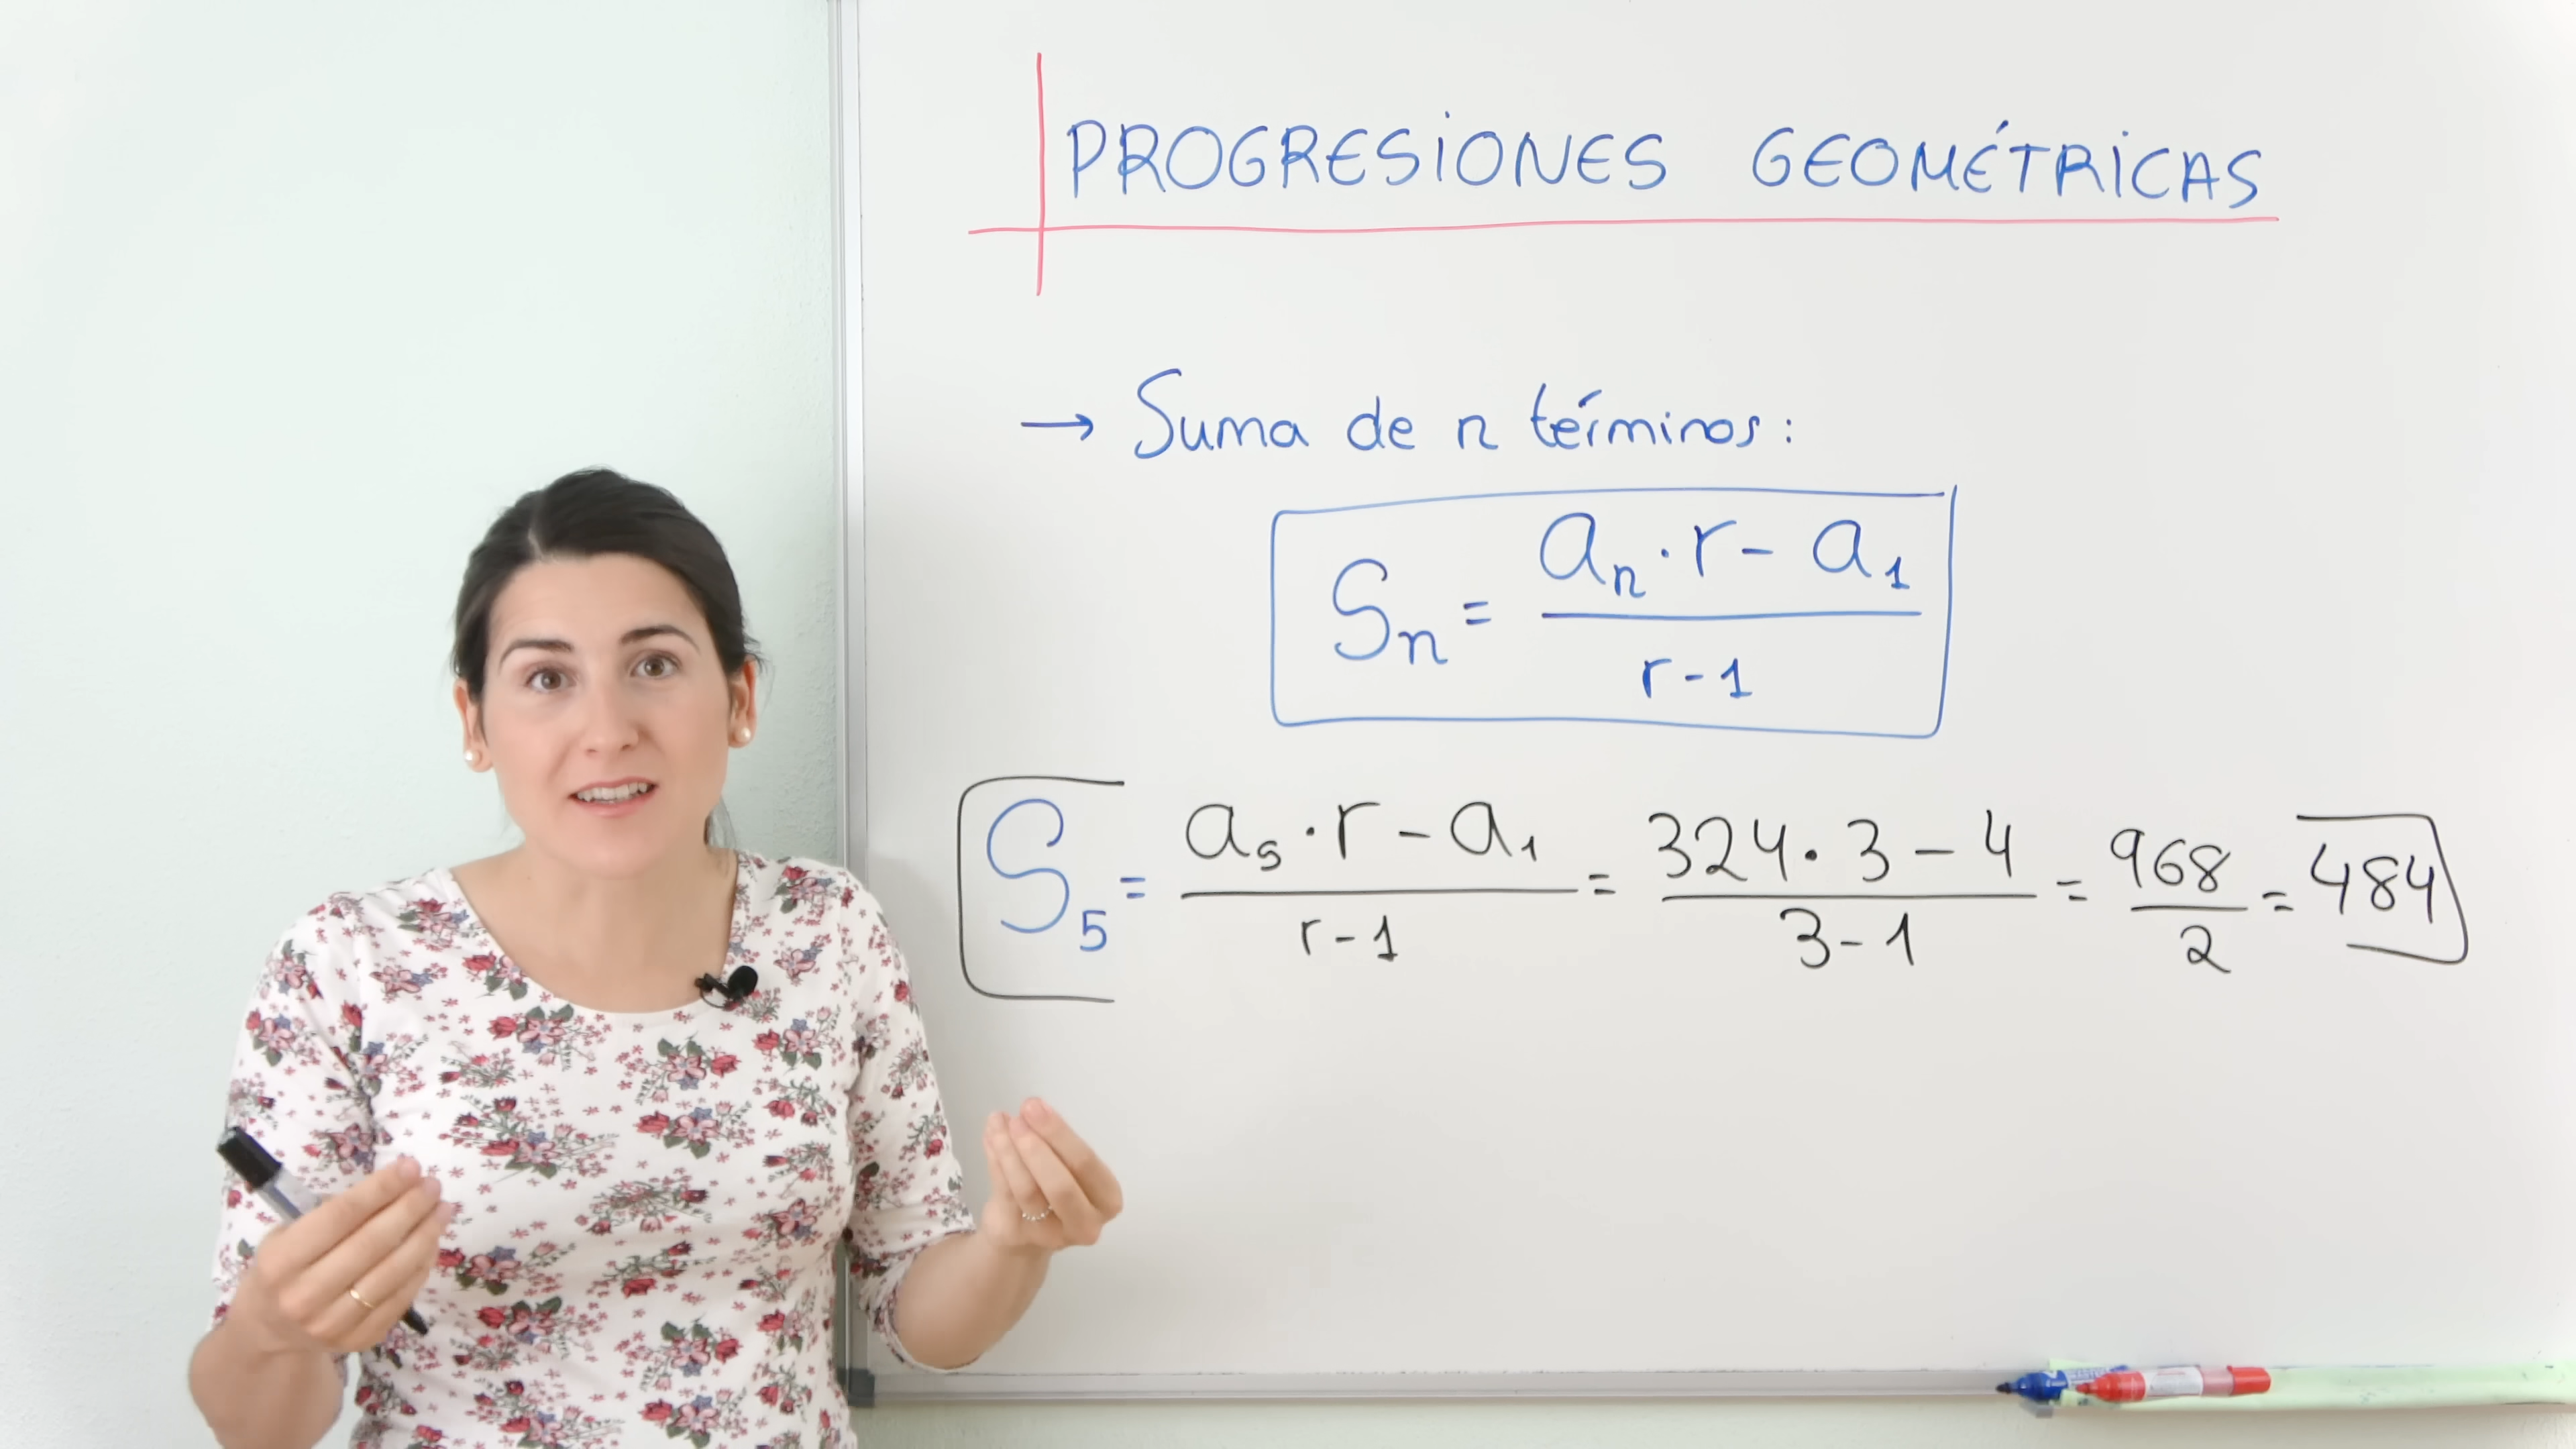 PROGRESIONES GEOMÉTRICAS
→ Suma de n términos:
Sₙ = (aₙ · r - a₁) / (r - 1)
S₅ = (a₅ · r - a₁) / (r - 1) = (324 · 3 - 4) / (3 - 1) = 968 / 2 = 484